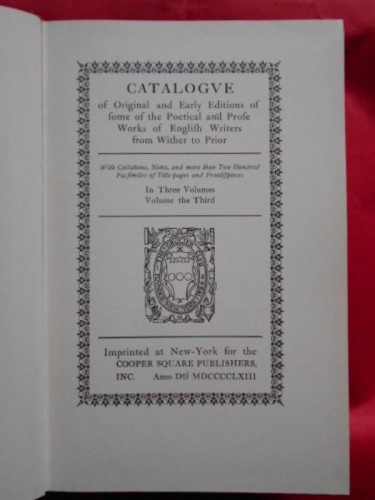 CATALOGVE
of Original and Early Editions of
ſome of the Poetical and Proſe
Works of Engliſh Writers
from Wither to Prior
With Collations, Notes, and more than Two Hundred
Facſimiles of Title-pages and Frontiſpieces
In Three Volumes
Volume the Third
Imprinted at New-York for the
COOPER SQUARE PUBLISHERS,
INC. Anno Dñi MDCCCCLXIII